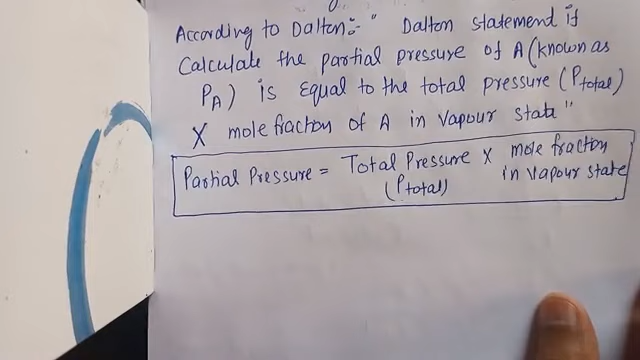 According to Dalton:- " Dalton statement if
Calculate the partial pressure of A (known as
PA) is equal to the total pressure (Ptotal)
X mole fraction of A in vapour state"
Partial Pressure = Total Pressure X mole fraction
(Ptotal) in vapour state